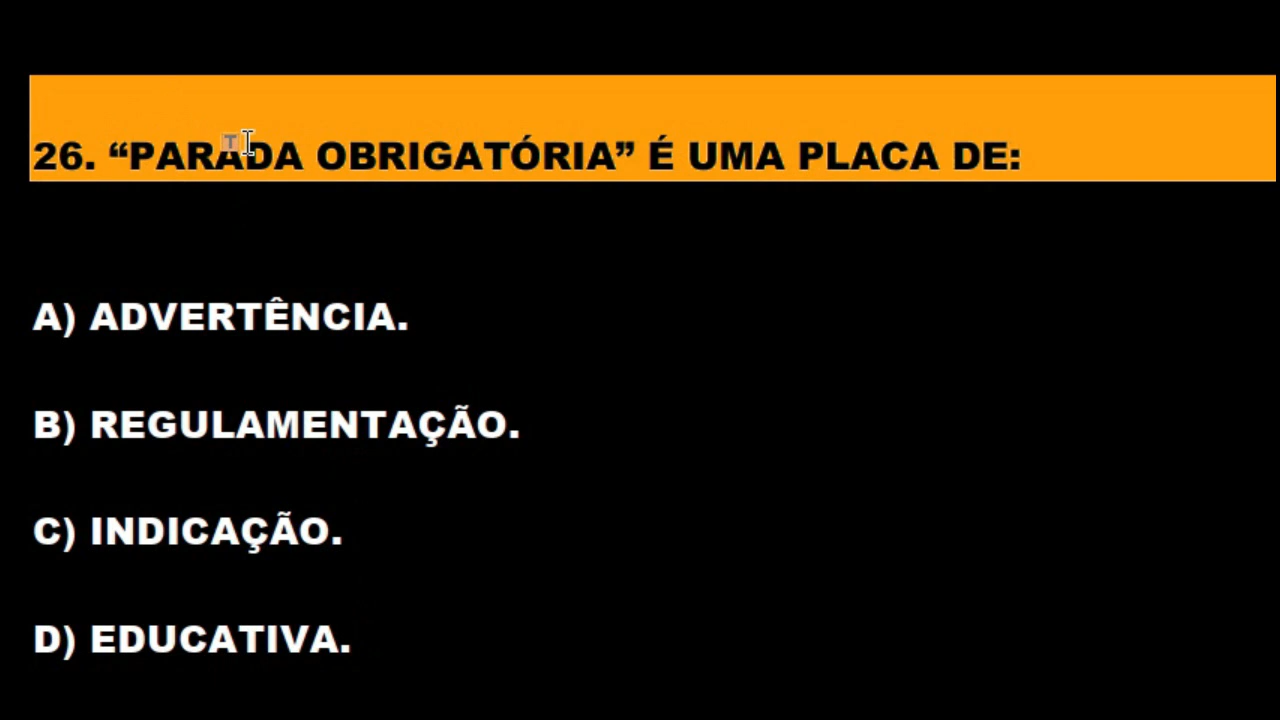 26. “PARADA OBRIGATÓRIA” É UMA PLACA DE:
A) ADVERTÊNCIA.
B) REGULAMENTAÇÃO.
C) INDICAÇÃO.
D) EDUCATIVA.